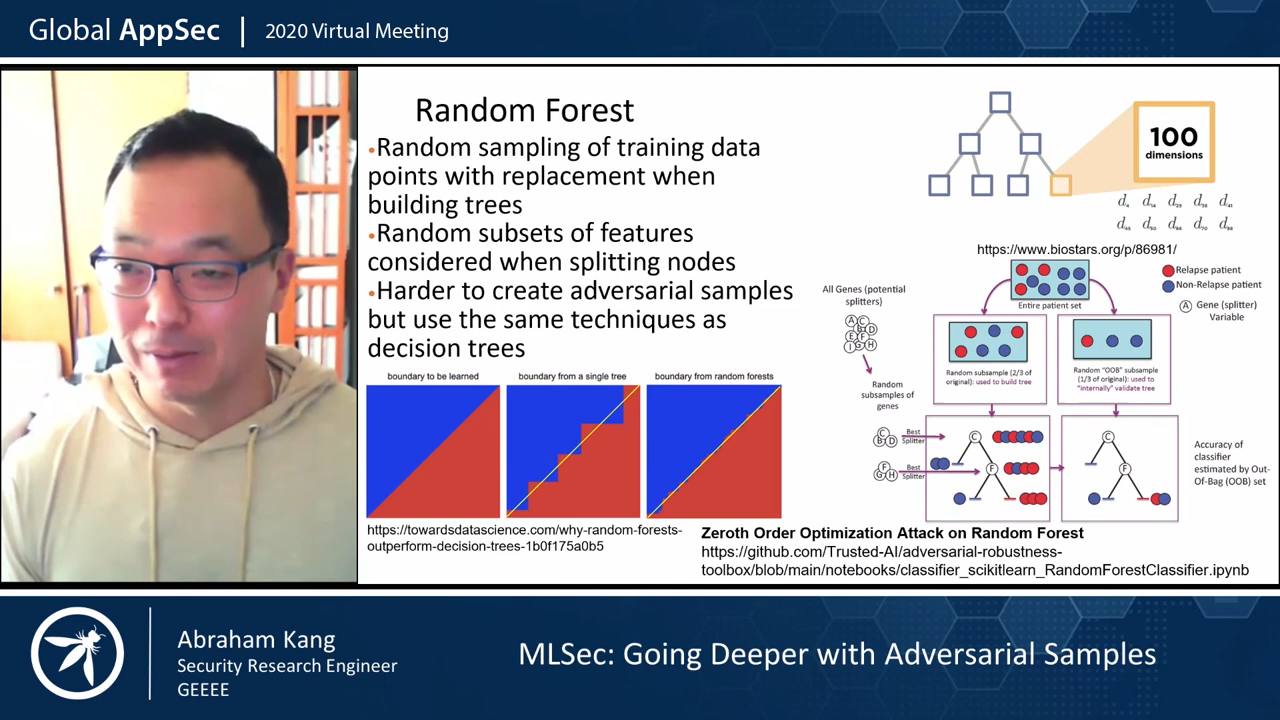 Global AppSec | 2020 Virtual Meeting
Random Forest
•Random sampling of training data
points with replacement when
building trees
•Random subsets of features
considered when splitting nodes
•Harder to create adversarial samples
but use the same techniques as
decision trees
boundary to be learned
boundary from a single tree
boundary from random forests
https://towardsdatascience.com/why-random-forests-
outperform-decision-trees-1b0f175a0b5
100
dimensions
https://www.biostars.org/p/86981/
Relapse patient
Non-Relapse patient
A
Gene (splitter)
Variable
Entire patient set
All Genes (potential
splitters)
Random
subsamples of
genes
Random subsample (2/3 of
original): used to build tree
Random "OOB" subsample
(1/3 of original): used to
"internally" validate tree
Best
Splitter
Best
Splitter
C
F
C
F
Accuracy of
classifier
estimated by Out-
Of-Bag (OOB) set
Zeroth Order Optimization Attack on Random Forest
https://github.com/Trusted-AI/adversarial-robustness-
toolbox/blob/main/notebooks/classifier_scikitlearn_RandomForestClassifier.ipynb
Abraham Kang
Security Research Engineer
GEEEE
MLSec: Going Deeper with Adversarial Samples